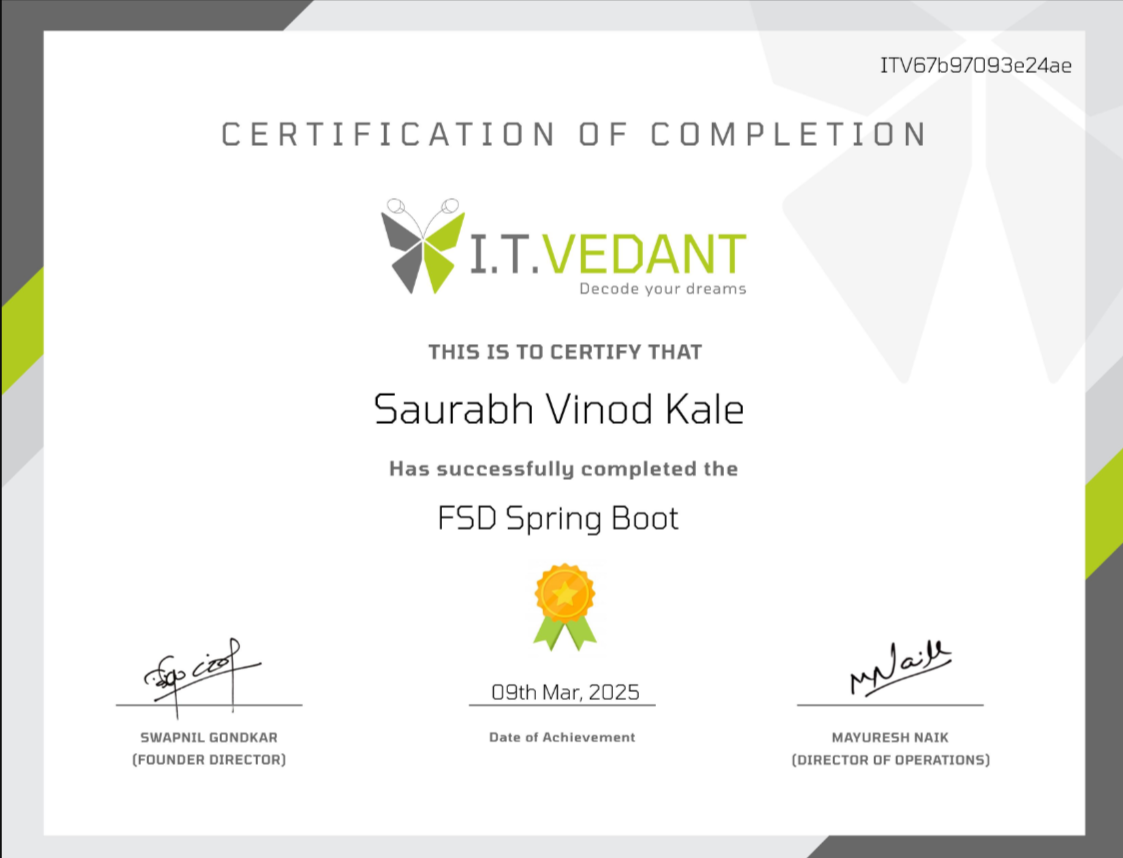 ITV67b97093e24ae
CERTIFICATION OF COMPLETION
I.T.VEDANT
Decode your dreams
THIS IS TO CERTIFY THAT
Saurabh Vinod Kale
Has successfully completed the
FSD Spring Boot
09th Mar, 2025
MNaik
SWAPNIL GONDKAR
(FOUNDER DIRECTOR)
Date of Achievement
MAYURESH NAIK
(DIRECTOR OF OPERATIONS)